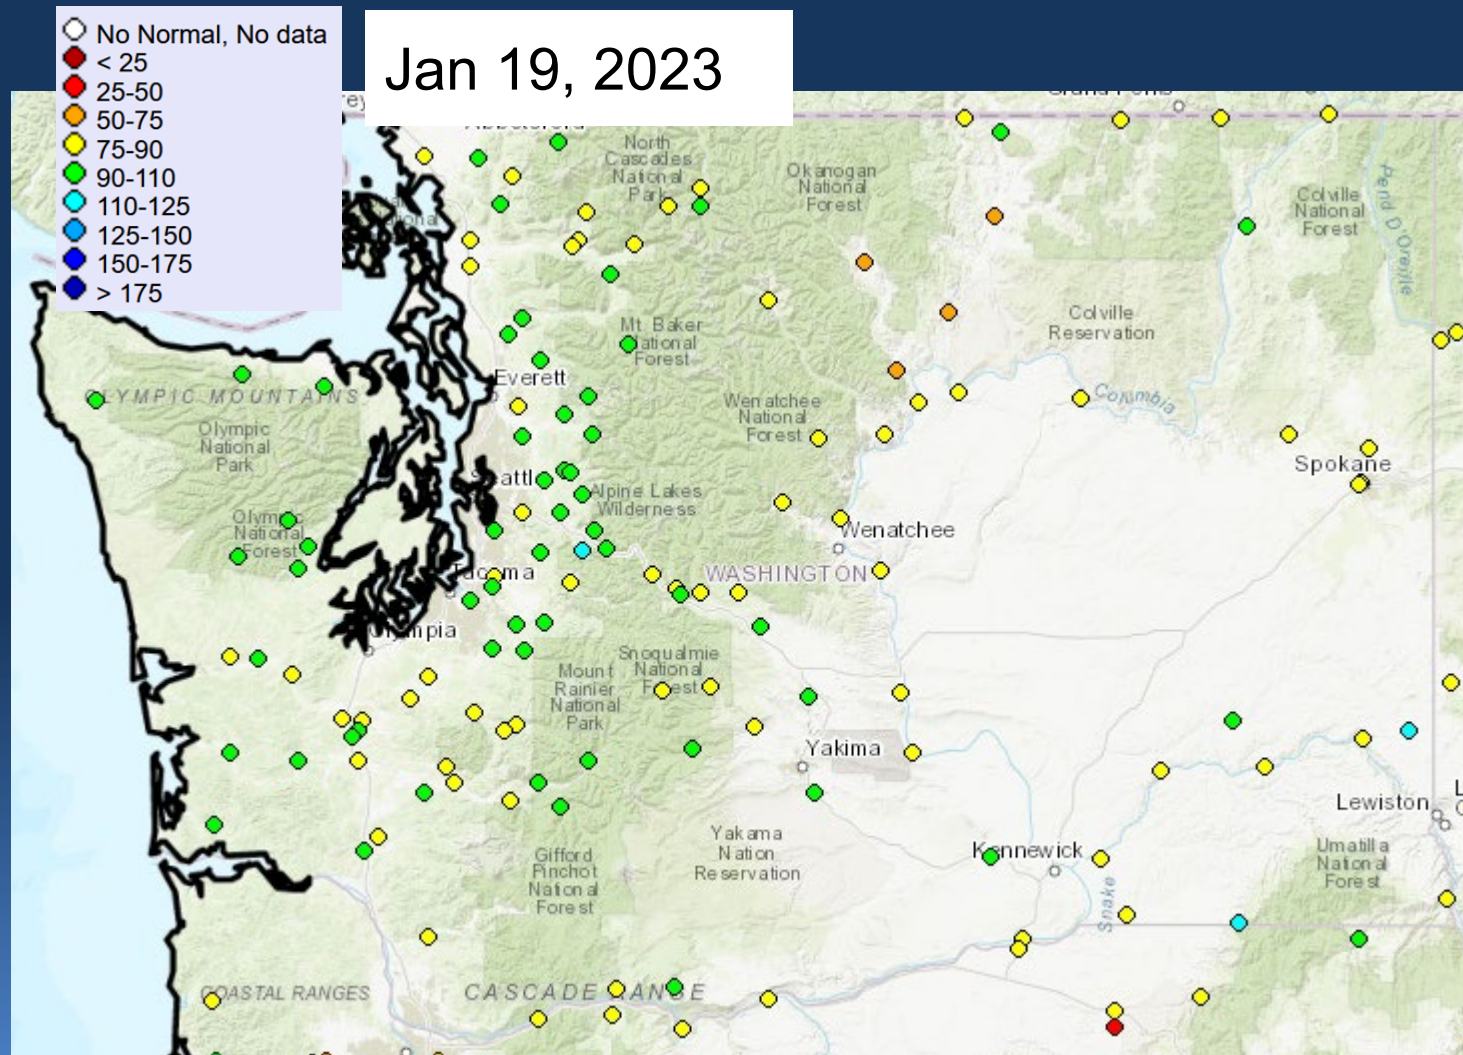 No Normal, No data
< 25
25-50
50-75
75-90
90-110
110-125
125-150
150-175
> 175
Jan 19, 2023
North
Cascades
National
Park
Okanogan
National
Forest
Colville
National
Forest
Pend D'Oreille
Colville
Reservation
Mt. Baker
National
Forest
Everett
OLYMPIC MOUNTAINS
Olympic
National
Park
Wenatchee
National
Forest
Columbia
Spokane
Seattl
Alpine Lakes
Wilderness
Olympic
National
Forest
Wenatchee
Tacoma
WASHINGTON
Olympia
Snoqualmie
National
Forest
Mount
Rainier
National
Park
Yakima
Lewiston
Yakama
Nation
Reservation
Kennewick
Umatilla
National
Forest
Gifford
Pinchot
National
Forest
Snake
COASTAL RANGES
CASCADE RANGE